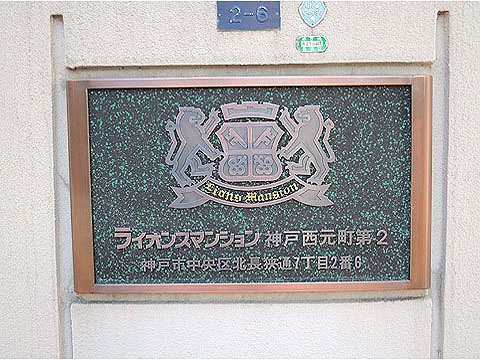 2-6
Lions Mansion
ライオンズマンション 神戸西元町第2
神戸市中央区北長狭通7丁目2番6